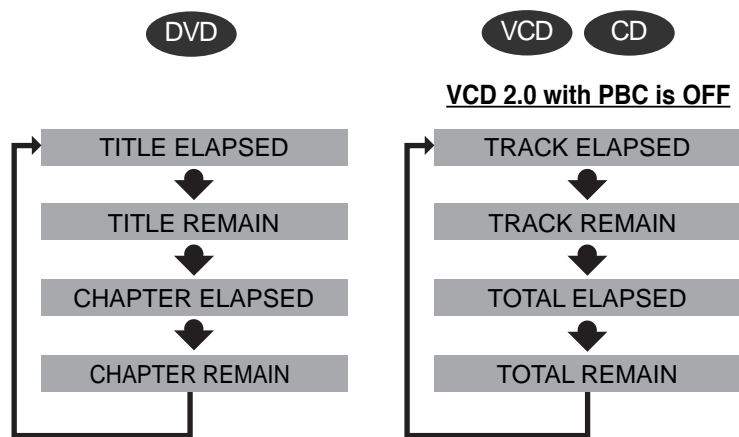 DVD
TITLE ELAPSED
TITLE REMAIN
CHAPTER ELAPSED
CHAPTER REMAIN
VCD CD
VCD 2.0 with PBC is OFF
TRACK ELAPSED
TRACK REMAIN
TOTAL ELAPSED
TOTAL REMAIN